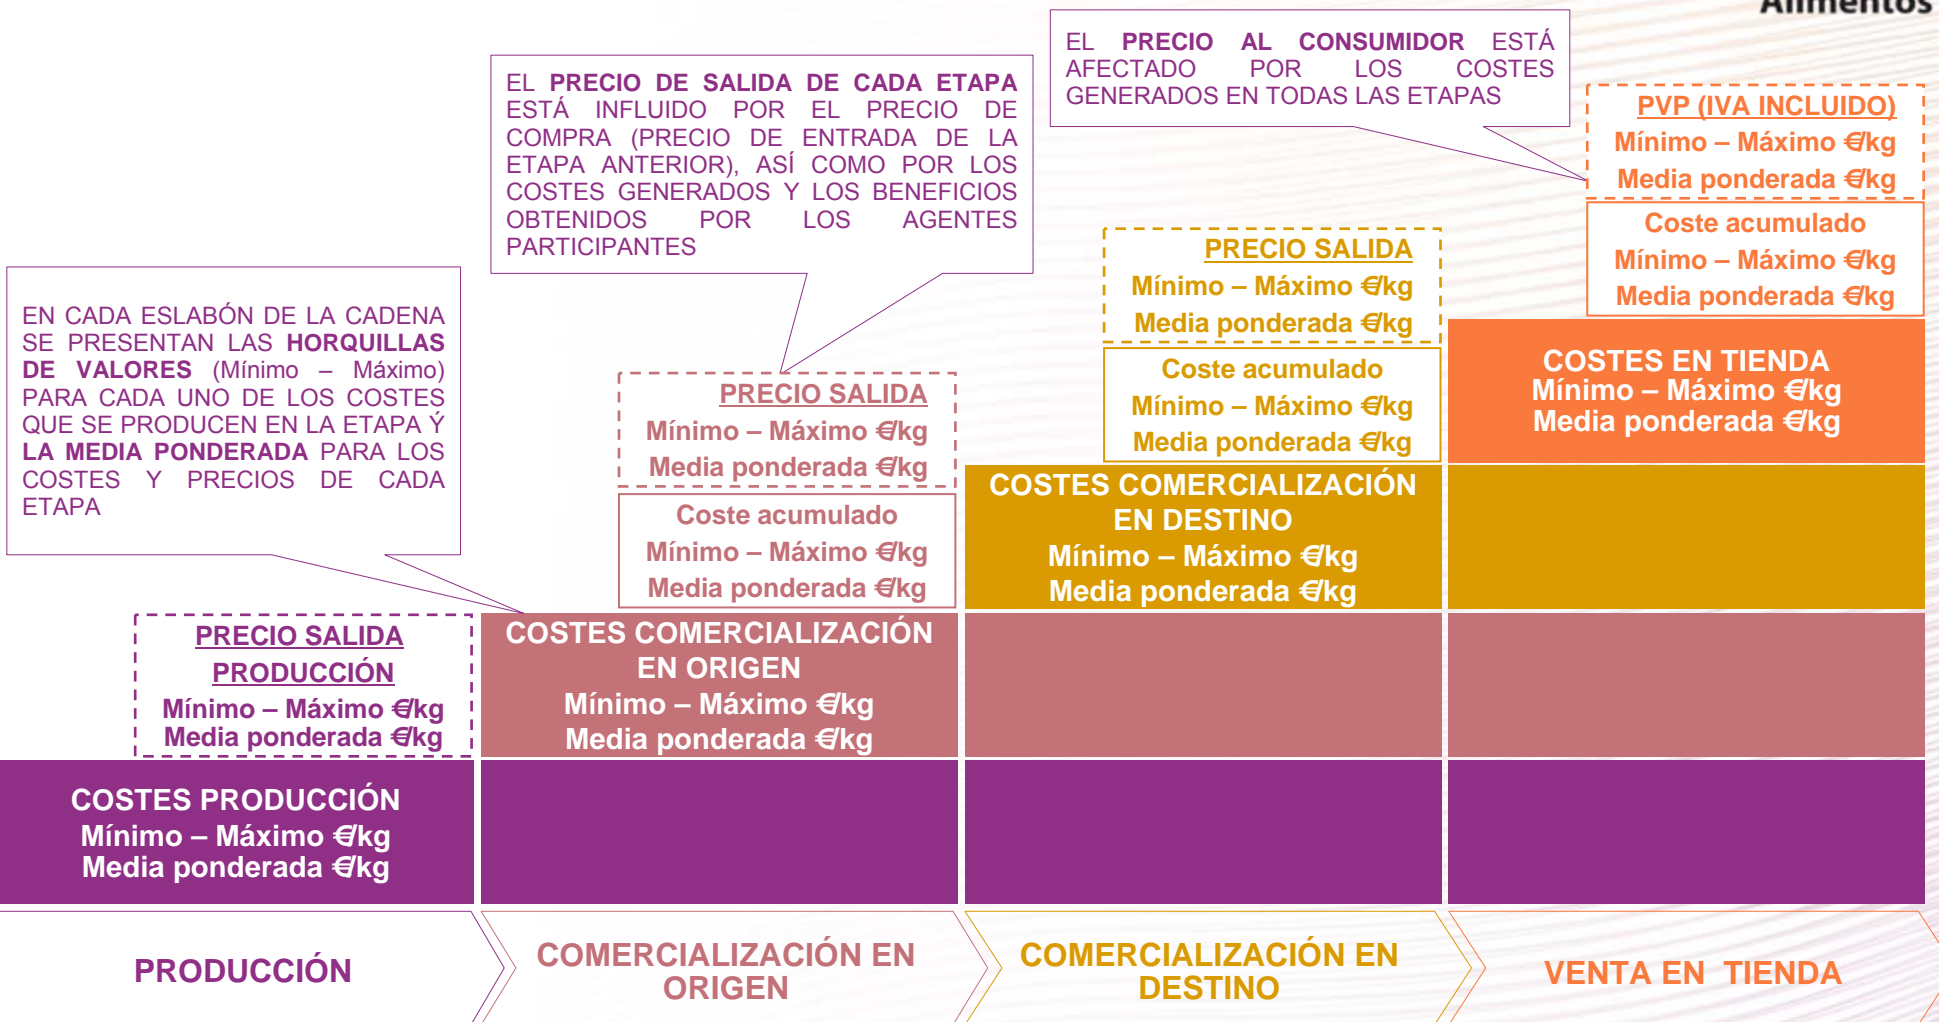 Alimentos
EL PRECIO AL CONSUMIDOR ESTÁ
AFECTADO POR LOS COSTES
GENERADOS EN TODAS LAS ETAPAS
EL PRECIO DE SALIDA DE CADA ETAPA
ESTÁ INFLUIDO POR EL PRECIO DE
COMPRA (PRECIO DE ENTRADA DE LA
ETAPA ANTERIOR), ASÍ COMO POR LOS
COSTES GENERADOS Y LOS BENEFICIOS
OBTENIDOS POR LOS AGENTES
PARTICIPANTES
EN CADA ESLABÓN DE LA CADENA
SE PRESENTAN LAS HORQUILLAS
DE VALORES (Mínimo – Máximo)
PARA CADA UNO DE LOS COSTES
QUE SE PRODUCEN EN LA ETAPA Ý
LA MEDIA PONDERADA PARA LOS
COSTES Y PRECIOS DE CADA
ETAPA
PVP (IVA INCLUIDO)
Mínimo – Máximo €/kg
Media ponderada €/kg
Coste acumulado
Mínimo – Máximo €/kg
Media ponderada €/kg
COSTES EN TIENDA
Mínimo – Máximo €/kg
Media ponderada €/kg
PRECIO SALIDA
Mínimo – Máximo €/kg
Media ponderada €/kg
Coste acumulado
Mínimo – Máximo €/kg
Media ponderada €/kg
COSTES COMERCIALIZACIÓN
EN DESTINO
Mínimo – Máximo €/kg
Media ponderada €/kg
PRECIO SALIDA
Mínimo – Máximo €/kg
Media ponderada €/kg
Coste acumulado
Mínimo – Máximo €/kg
Media ponderada €/kg
COSTES COMERCIALIZACIÓN
EN ORIGEN
Mínimo – Máximo €/kg
Media ponderada €/kg
PRECIO SALIDA
PRODUCCIÓN
Mínimo – Máximo €/kg
Media ponderada €/kg
COSTES PRODUCCIÓN
Mínimo – Máximo €/kg
Media ponderada €/kg
PRODUCCIÓN
COMERCIALIZACIÓN EN
ORIGEN
COMERCIALIZACIÓN EN
DESTINO
VENTA EN TIENDA